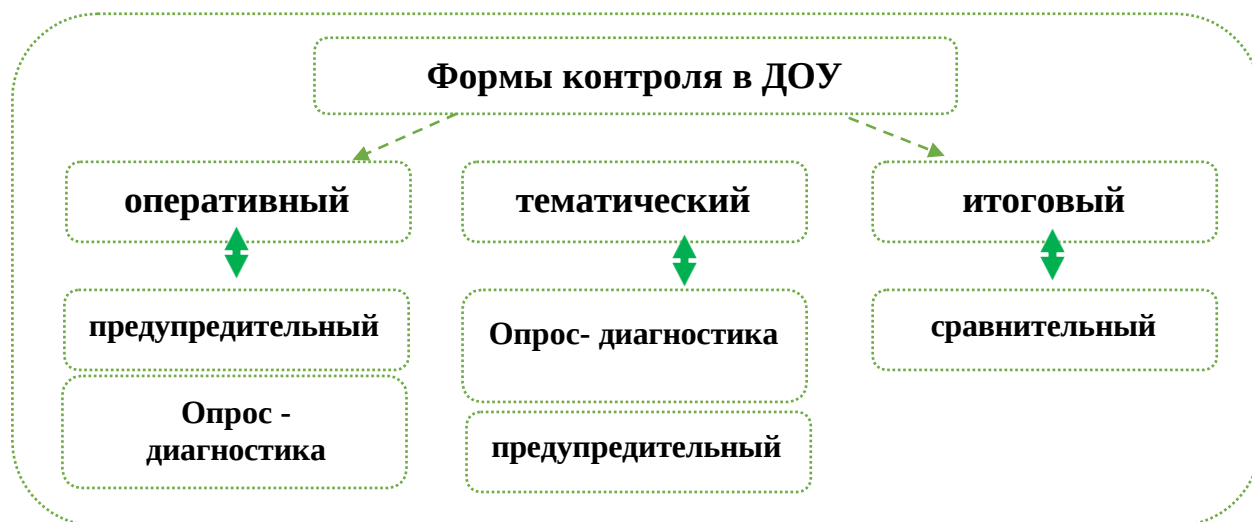 Формы контроля в ДОУ
оперативный
тематический
итоговый
предупредительный
Опрос- диагностика
сравнительный
Опрос -
диагностика
предупредительный